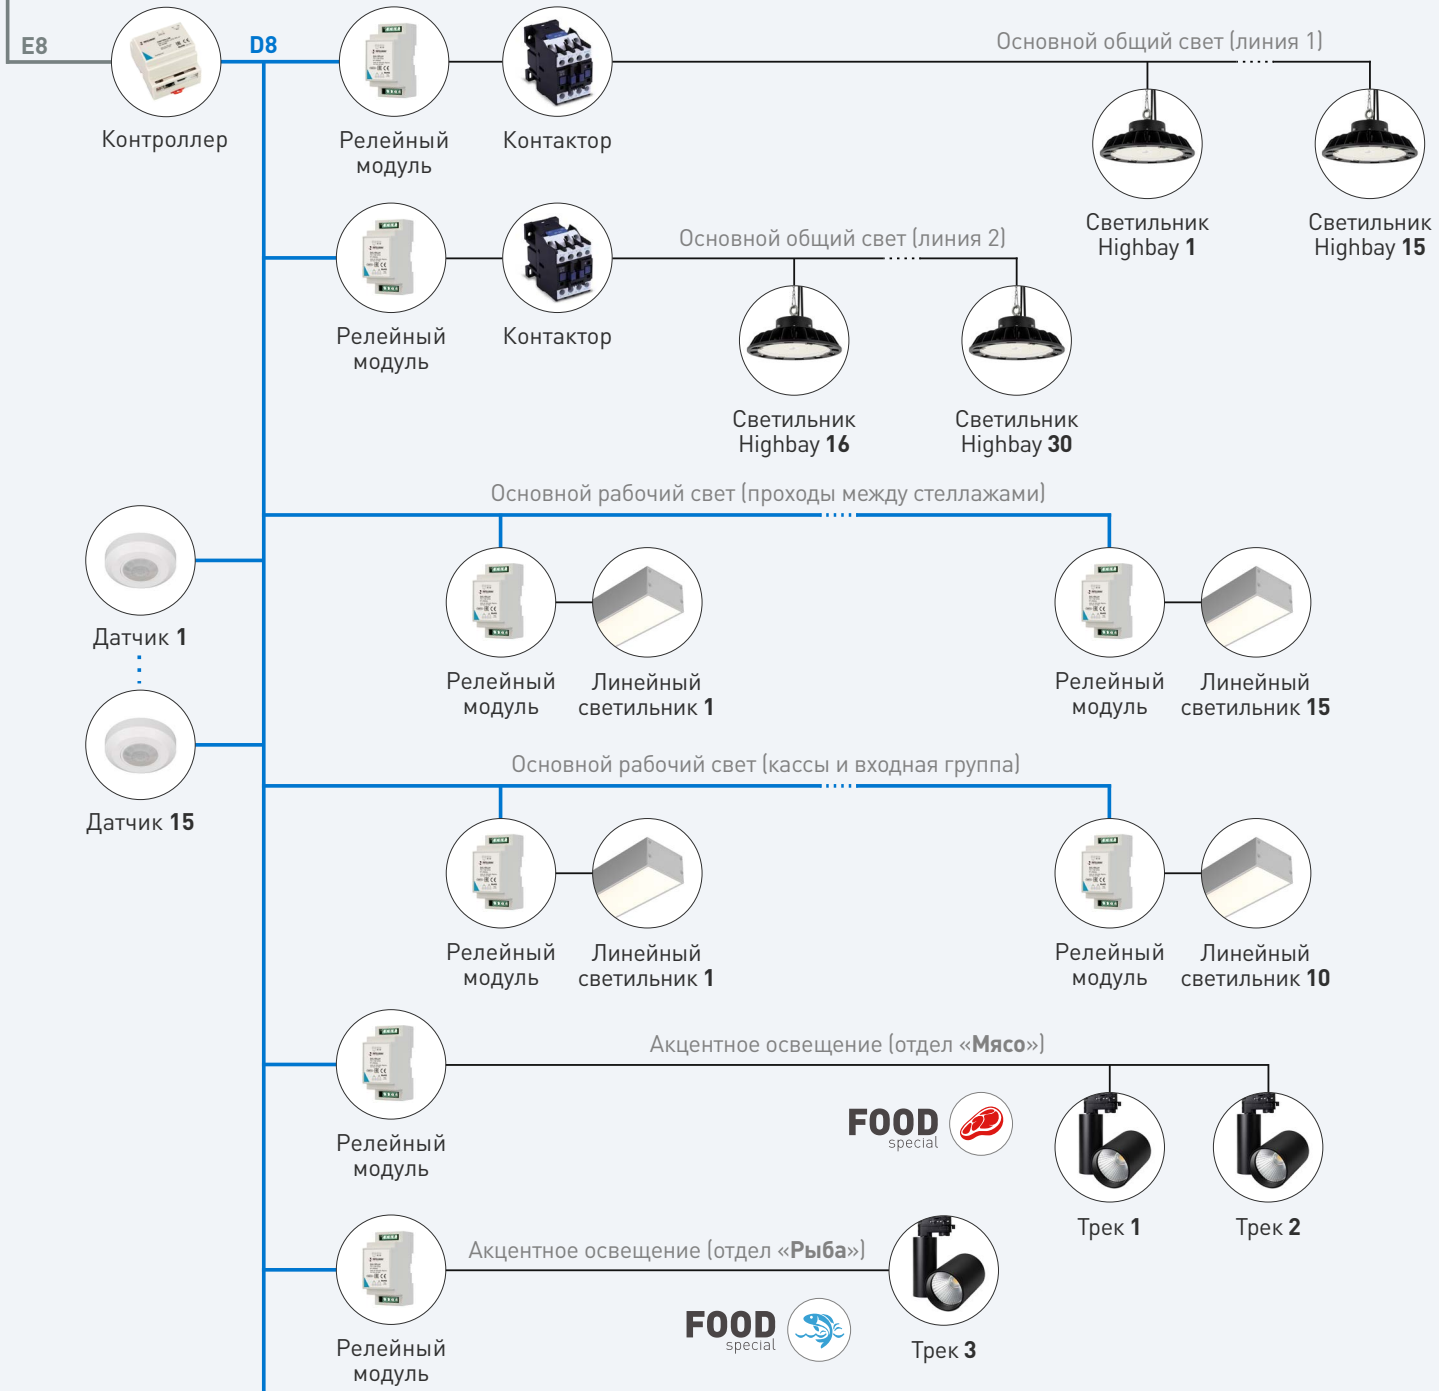 E8
D8
Основной общий свет (линия 1)
Контроллер
Релейный
модуль
Контактор
Светильник
Highbay 1
Светильник
Highbay 15
Основной общий свет (линия 2)
Релейный
модуль
Контактор
Светильник
Highbay 16
Светильник
Highbay 30
Основной рабочий свет (проходы между стеллажами)
Датчик 1
Релейный
модуль
Линейный
светильник 1
Релейный
модуль
Линейный
светильник 15
Датчик 15
Основной рабочий свет (кассы и входная группа)
Релейный
модуль
Линейный
светильник 1
Релейный
модуль
Линейный
светильник 10
Акцентное освещение (отдел «Мясо»)
Релейный
модуль
FOOD
special
Трек 1
Трек 2
Акцентное освещение (отдел «Рыба»)
Релейный
модуль
FOOD
special
Трек 3